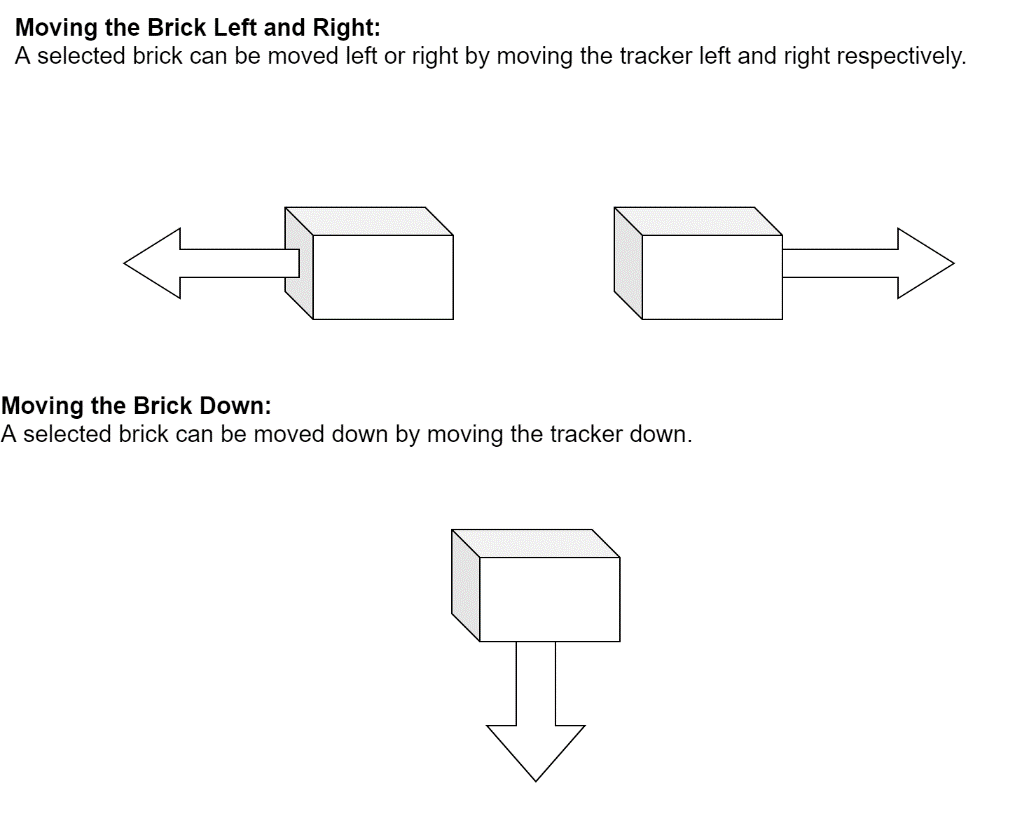 Moving the Brick Left and Right:
A selected brick can be moved left or right by moving the tracker left and right respectively.
Moving the Brick Down:
A selected brick can be moved down by moving the tracker down.